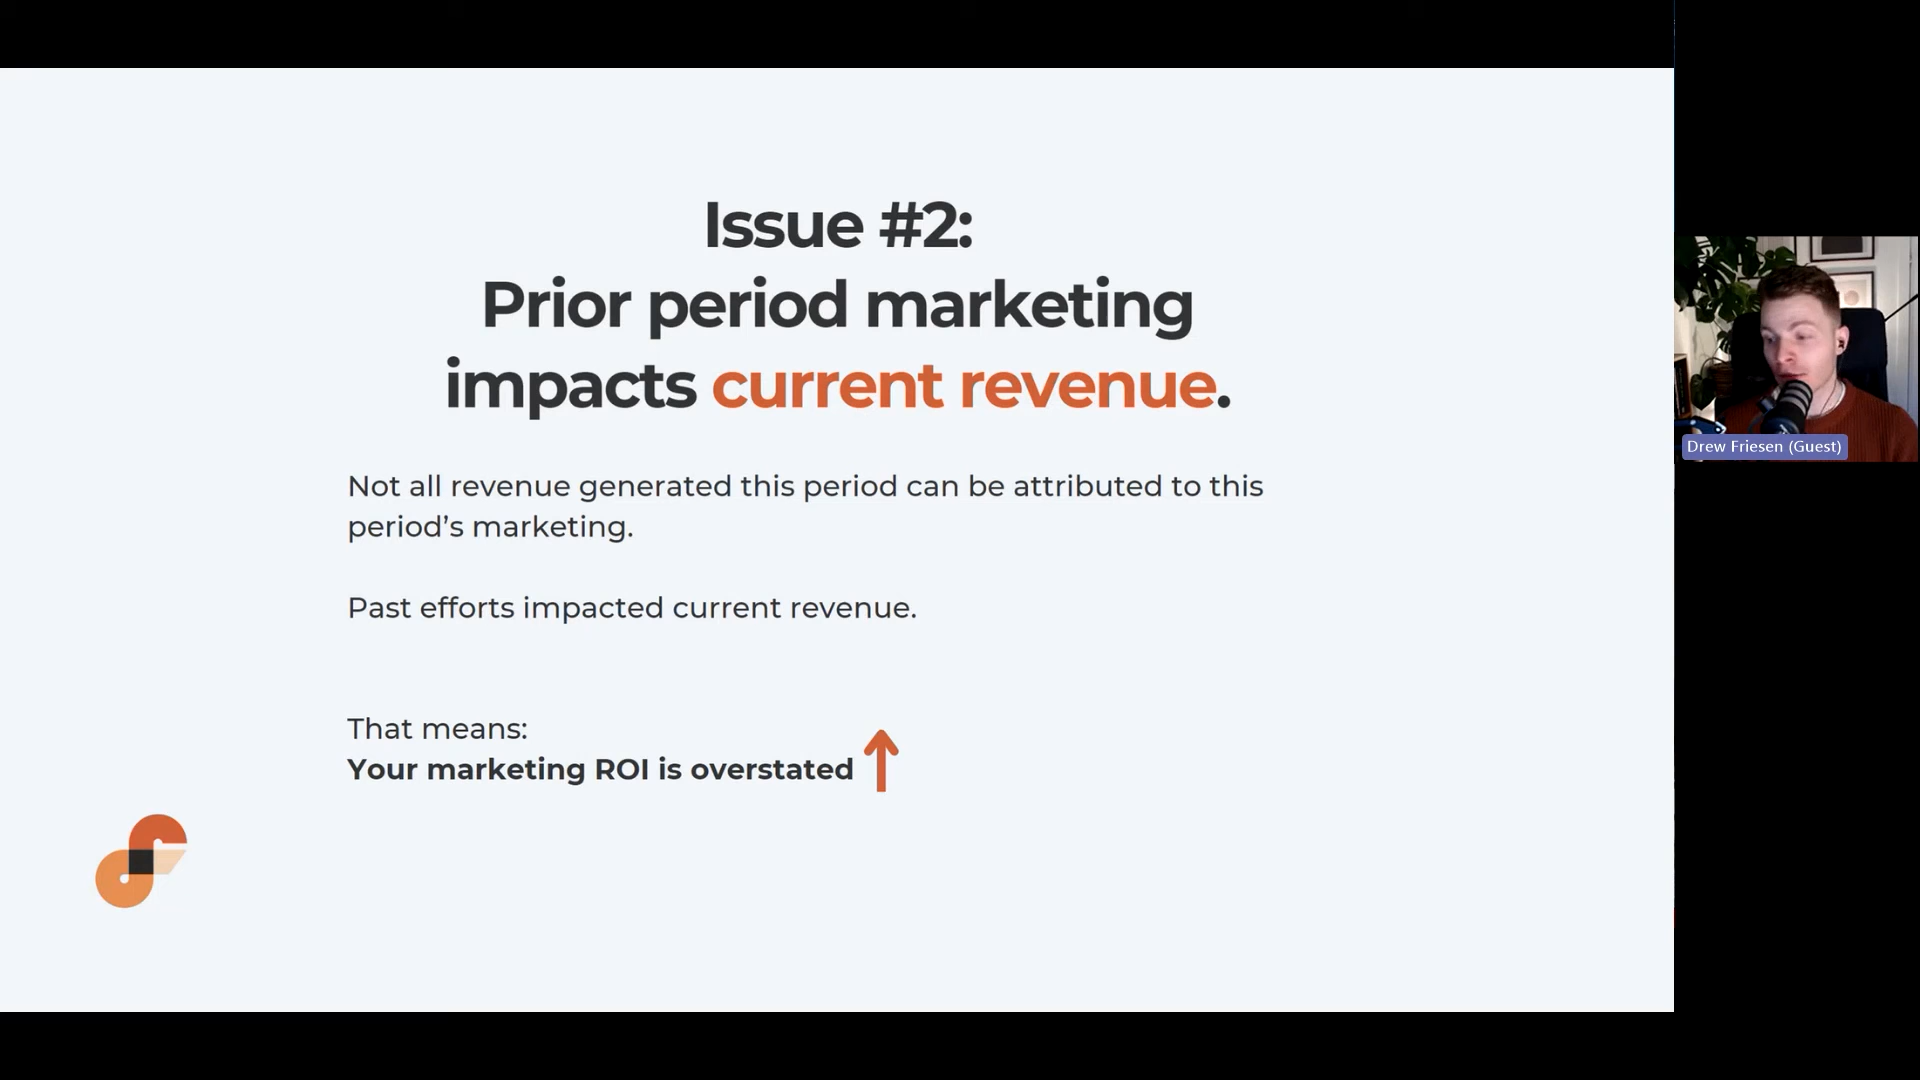 Issue #2:
Prior period marketing
impacts current revenue.
Not all revenue generated this period can be attributed to this
period’s marketing.
Past efforts impacted current revenue.
That means:
Your marketing ROI is overstated
Drew Friesen (Guest)